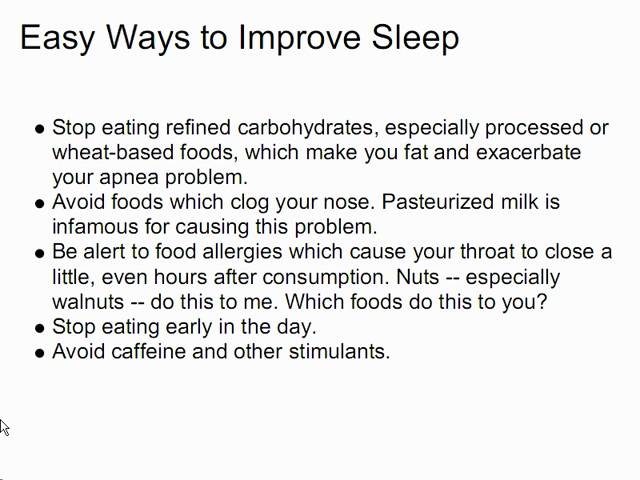 Easy Ways to Improve Sleep
● Stop eating refined carbohydrates, especially processed or
wheat-based foods, which make you fat and exacerbate
your apnea problem.
● Avoid foods which clog your nose. Pasteurized milk is
infamous for causing this problem.
● Be alert to food allergies which cause your throat to close a
little, even hours after consumption. Nuts -- especially
walnuts -- do this to me. Which foods do this to you?
● Stop eating early in the day.
● Avoid caffeine and other stimulants.